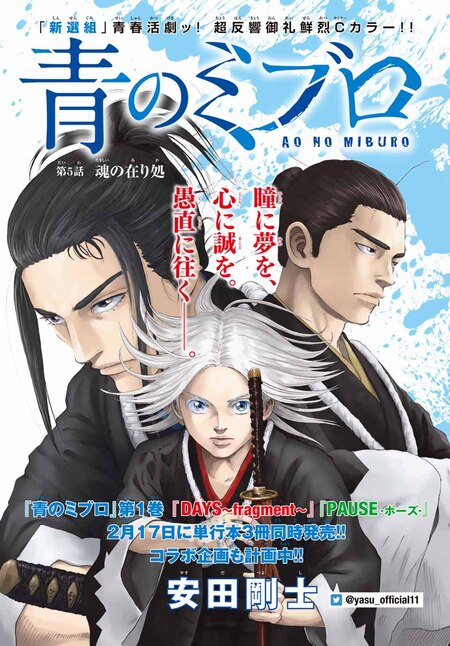 「新選組」青春活劇ッ! 超反響御礼鮮烈Cカラー!!
青のミブロ
AO NO MIBURO
第5話 魂の在り処
瞳に夢を、
心に誠を。
愚直に往く──。
『青のミブロ』第1巻『DAYS~fragment~』『PAUSE-ポーズ-』
2月17日に単行本3冊同時発売!!
コラボ企画も計画中!!
安田剛士
@yasu_official11